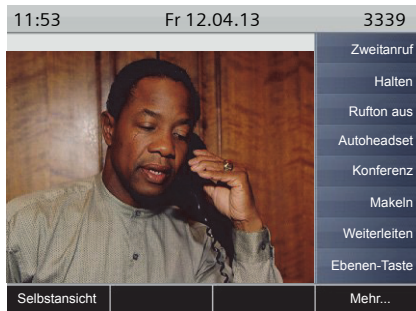 11:53 Fr 12.04.13 3339
Zweitanruf
Halten
Rufton aus
Autoheadset
Konferenz
Makeln
Weiterleiten
Ebenen-Taste
Selbstansicht Mehr...